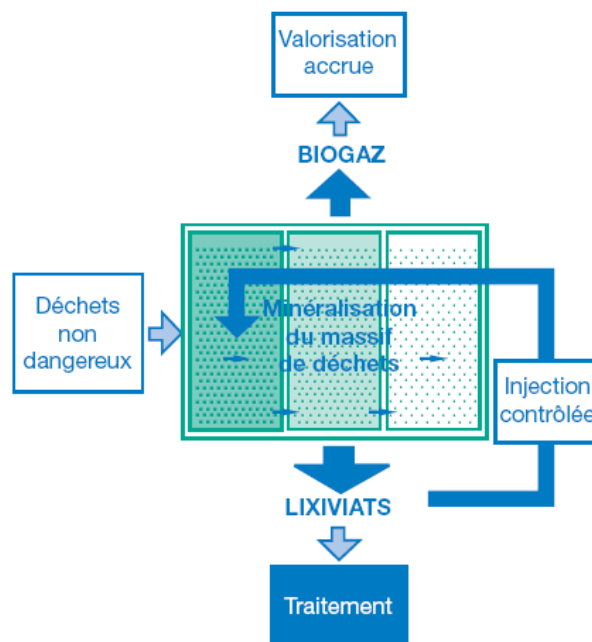 Valorisation
accrue
BIOGAZ
Déchets
non
dangereux
Minéralisation
du massif
de déchets
Injection
contrôlée
LIXIVIATS
Traitement